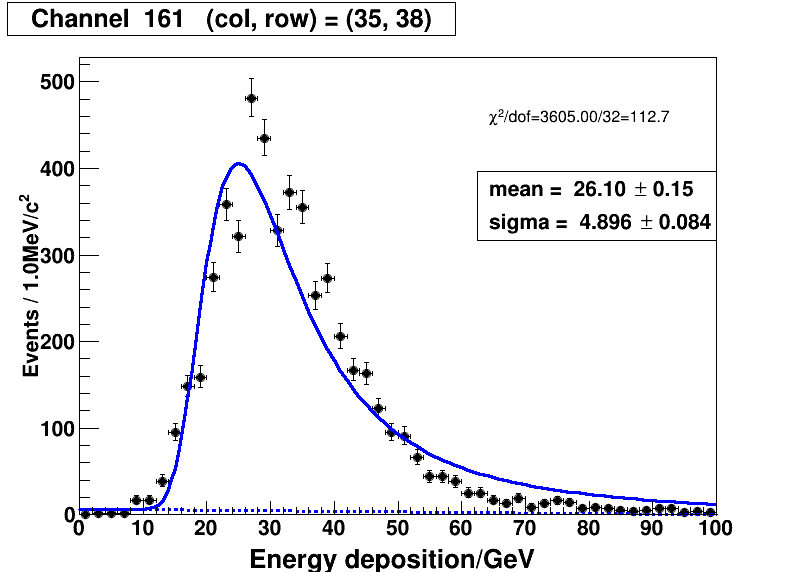 Channel 161 (col, row) = (35, 38)
χ²/dof=3605.00/32=112.7
mean = 26.10 ± 0.15
sigma = 4.896 ± 0.084
Events / 1.0MeV/c²
500
400
300
200
100
0
0 10 20 30 40 50 60 70 80 90 100
Energy deposition/GeV